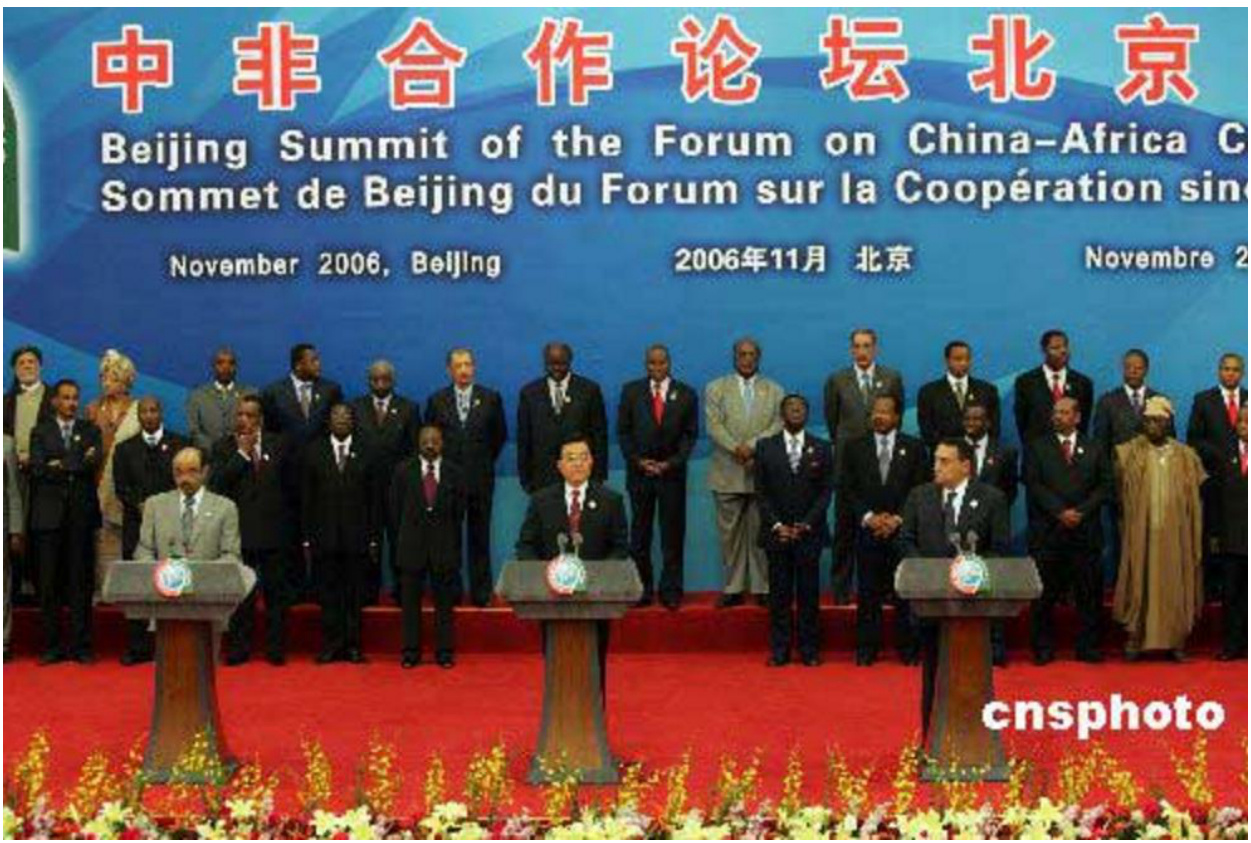 中非合作论坛北京
Beijing Summit of the Forum on China-Africa C
Sommet de Beijing du Forum sur la Coopération sino
November 2006, Beijing
2006年11月 北京
Novembre 2
cnsphoto